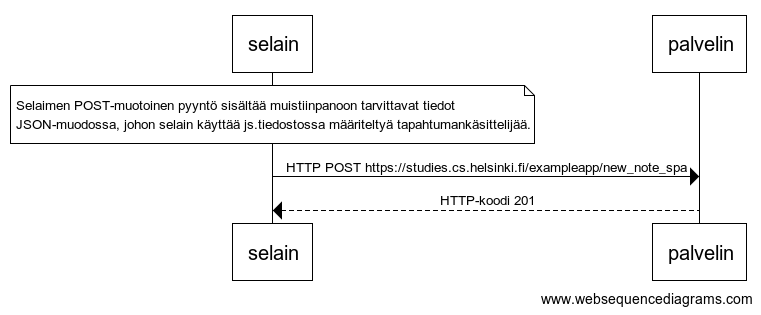 selain palvelin
Selaimen POST-muotoinen pyyntö sisältää muistiinpanoon tarvittavat tiedot
JSON-muodossa, johon selain käyttää js.tiedostossa määriteltyä tapahtumankäsittelijää.
HTTP POST https://studies.cs.helsinki.fi/exampleapp/new_note_spa
HTTP-koodi 201
selain palvelin
www.websequencediagrams.com